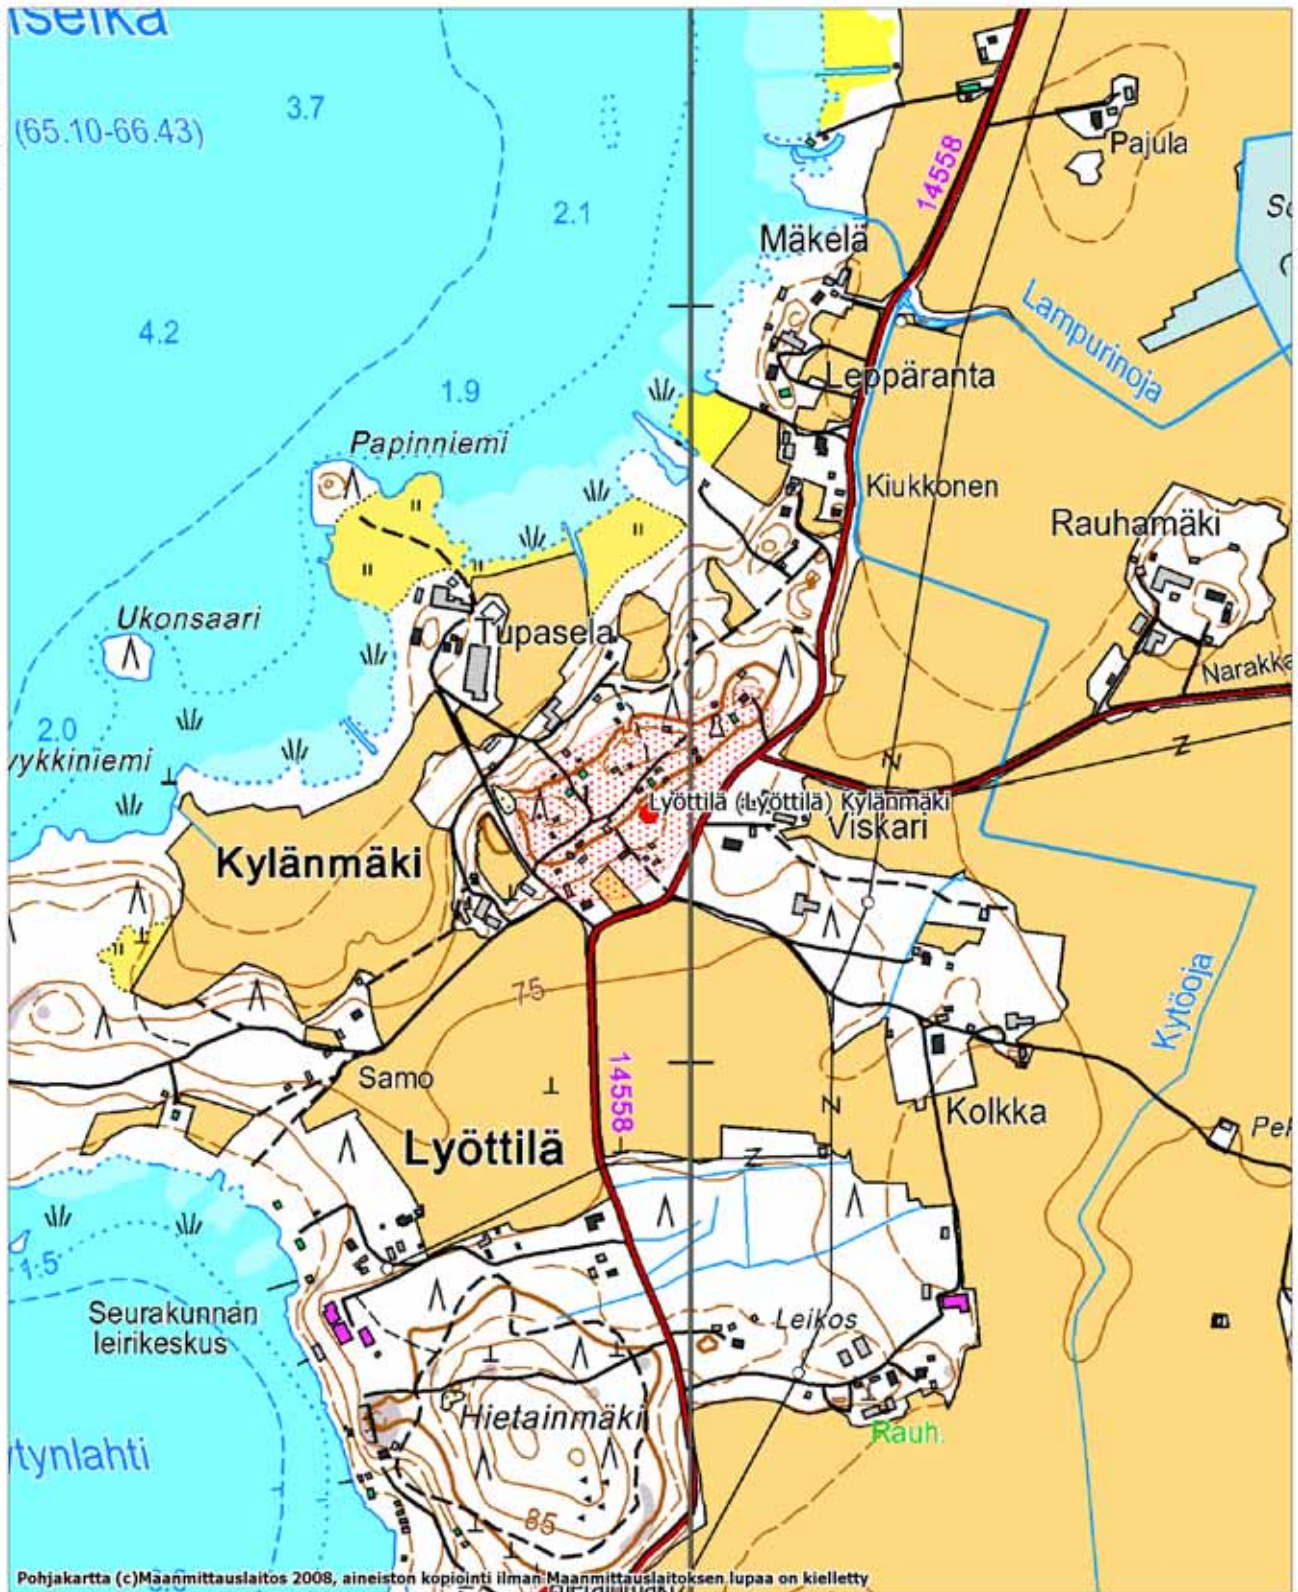 (65.10-66.43)
3.7
2.1
4.2
1.9
14558
Pajula
Mäkelä
Lampurinoja
Leppäranta
Papinniemi
Kiukkonen
Rauhamäki
Ukonsaari
Tupasela
Narakka
2.0
Lyöttilä (Lyöttilä) Kylänmäki
Viskari
Kylänmäki
75
Kytöoja
Samo
14558
Kolkka
Lyöttilä
1.5
Seurakunnan
leirikeskus
Leikos
Hietainmäki
Rauh.
85
Pohjakartta (c)Maanmittauslaitos 2008, aineiston kopiointi ilman Maanmittauslaitoksen lupaa on kielletty